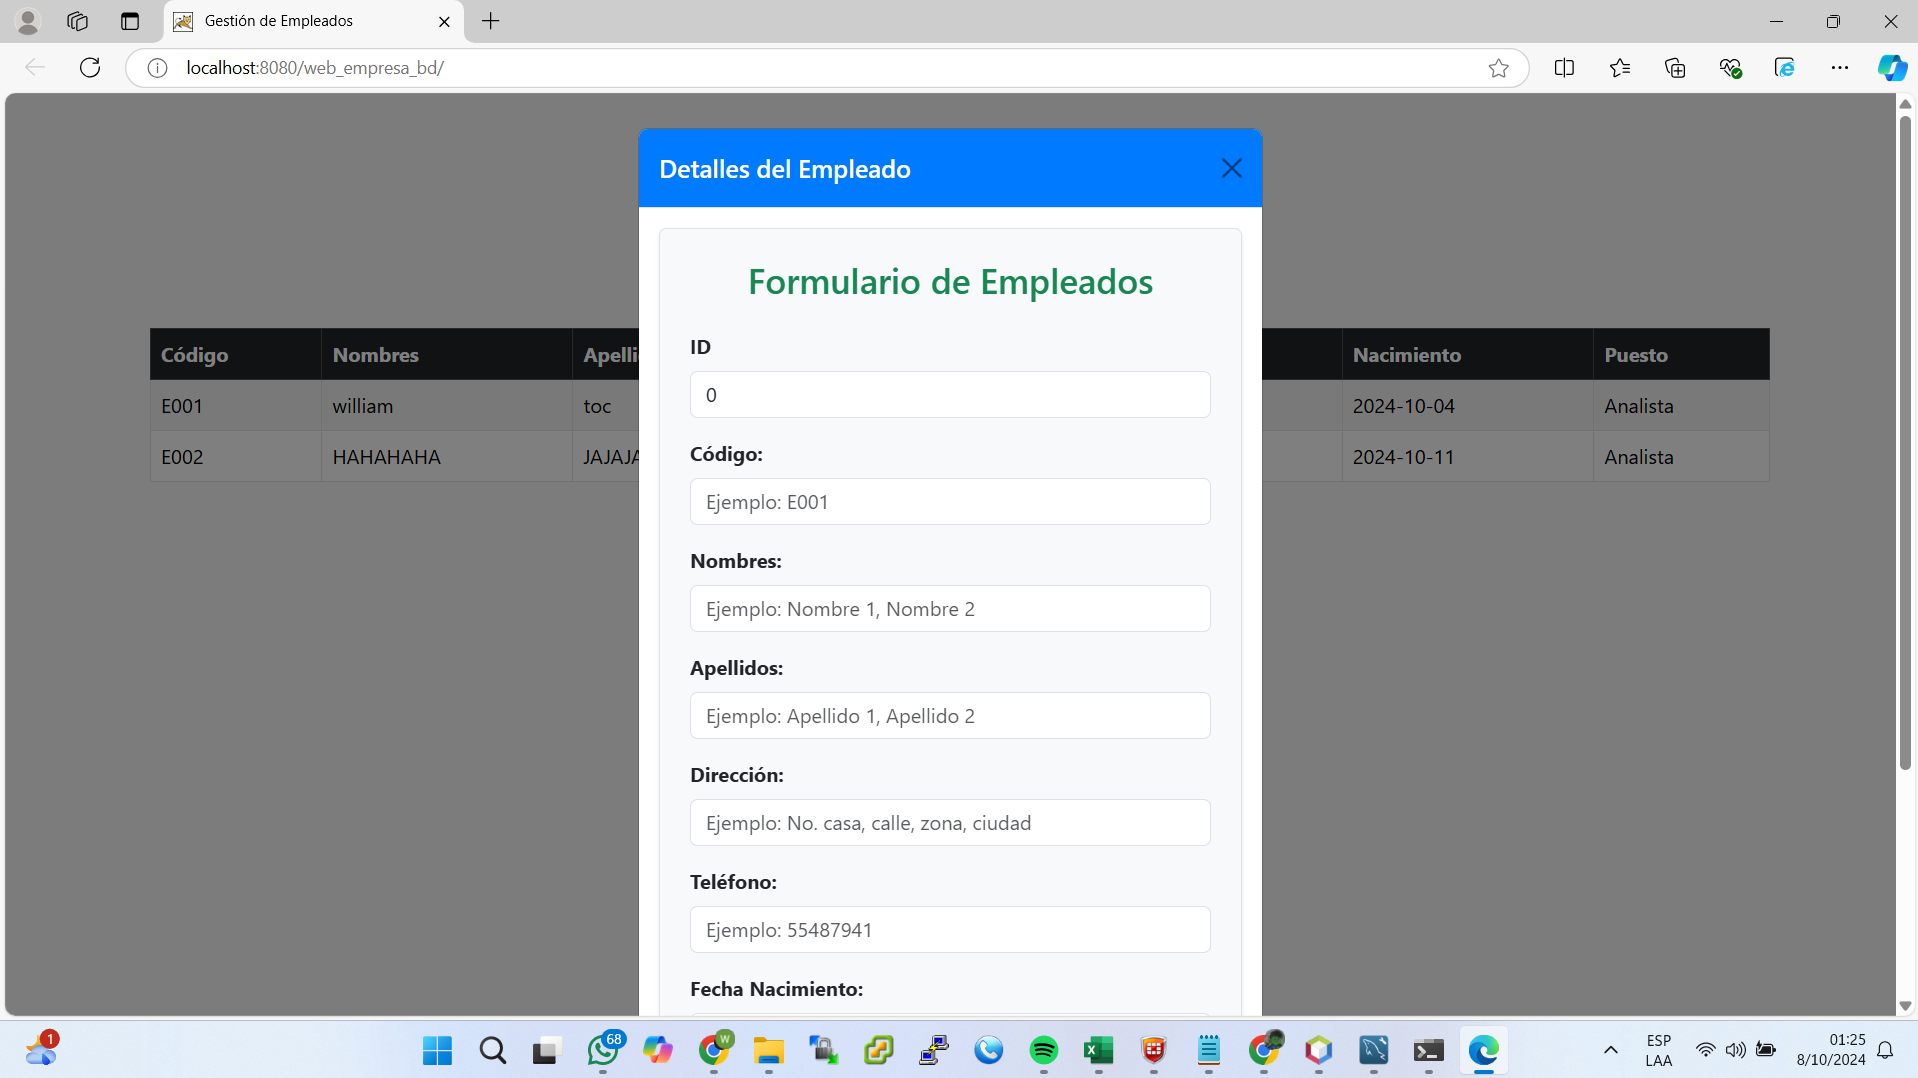 Gestión de Empleados
localhost:8080/web_empresa_bd/
Detalles del Empleado
Formulario de Empleados
ID
0
Código:
Ejemplo: E001
Nombres:
Ejemplo: Nombre 1, Nombre 2
Apellidos:
Ejemplo: Apellido 1, Apellido 2
Dirección:
Ejemplo: No. casa, calle, zona, ciudad
Teléfono:
Ejemplo: 55487941
Fecha Nacimiento:
Código Nombres Apelli Nacimiento Puesto
E001 william toc 2024-10-04 Analista
E002 HAHAHAHA JAJAJA 2024-10-11 Analista
1
68
W
ESP
LAA
01:25
8/10/2024